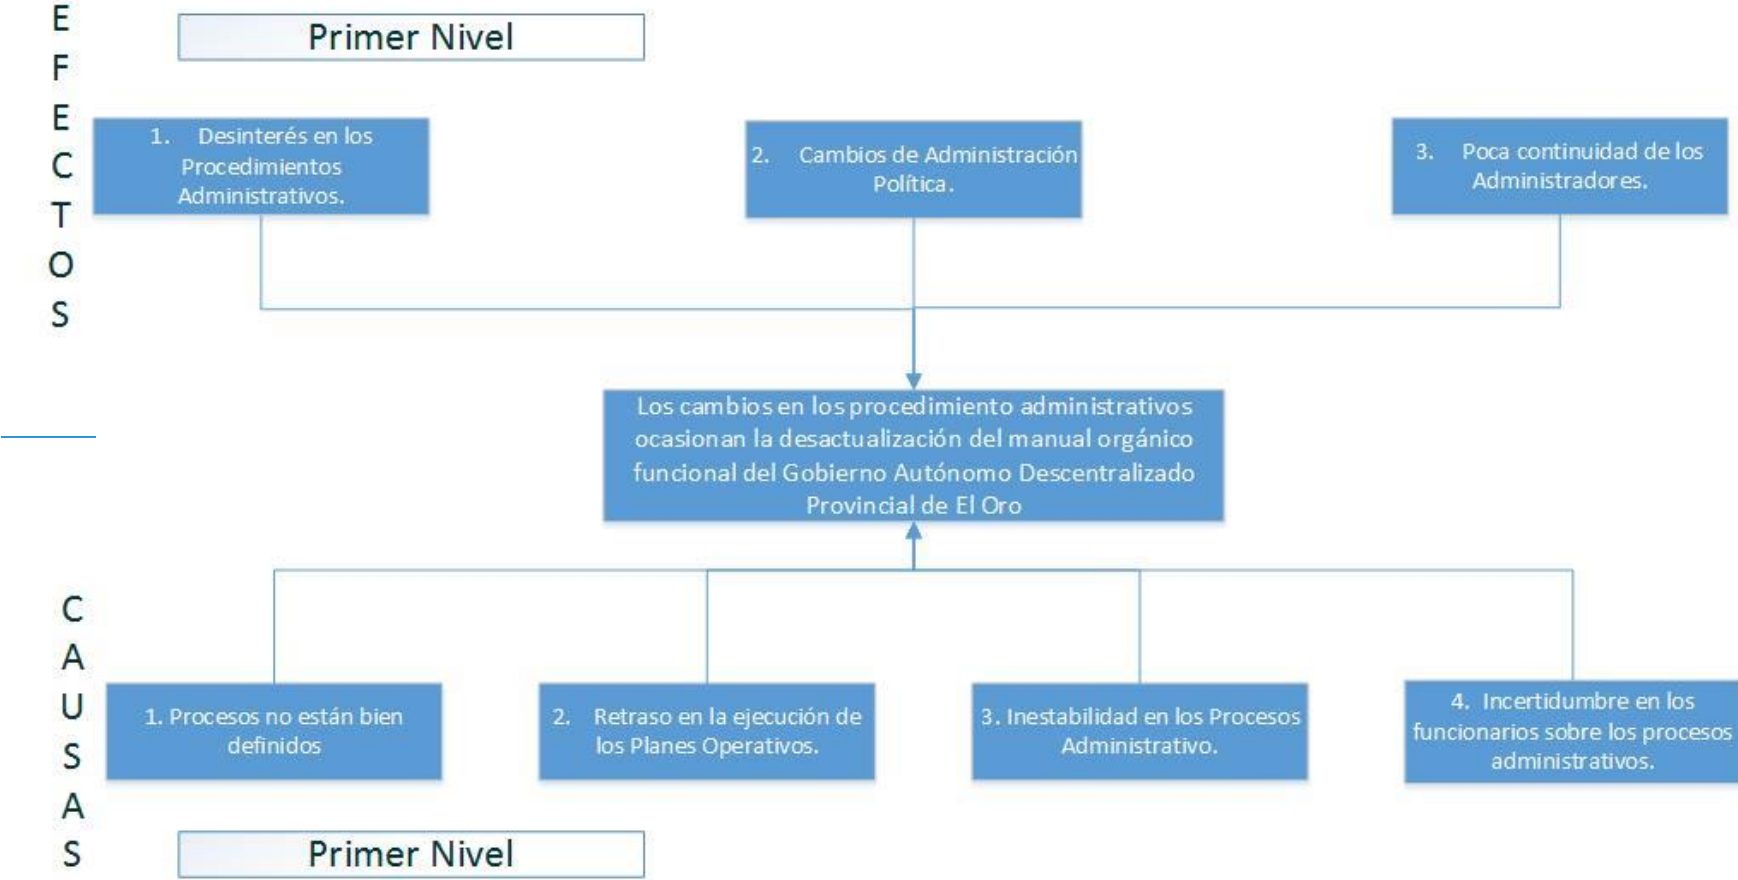 E
F
E
C
T
O
S
Primer Nivel
1. Desinterés en los
Procedimientos
Administrativos.
2. Cambios de Administración
Política.
3. Poca continuidad de los
Administradores.
Los cambios en los procedimiento administrativos
ocasionan la desactualización del manual orgánico
funcional del Gobierno Autónomo Descentralizado
Provincial de El Oro
C
A
U
S
A
S
1. Procesos no están bien
definidos
2. Retraso en la ejecución de
los Planes Operativos.
3. Inestabilidad en los Procesos
Administrativo.
4. Incertidumbre en los
funcionarios sobre los procesos
administrativos.
Primer Nivel